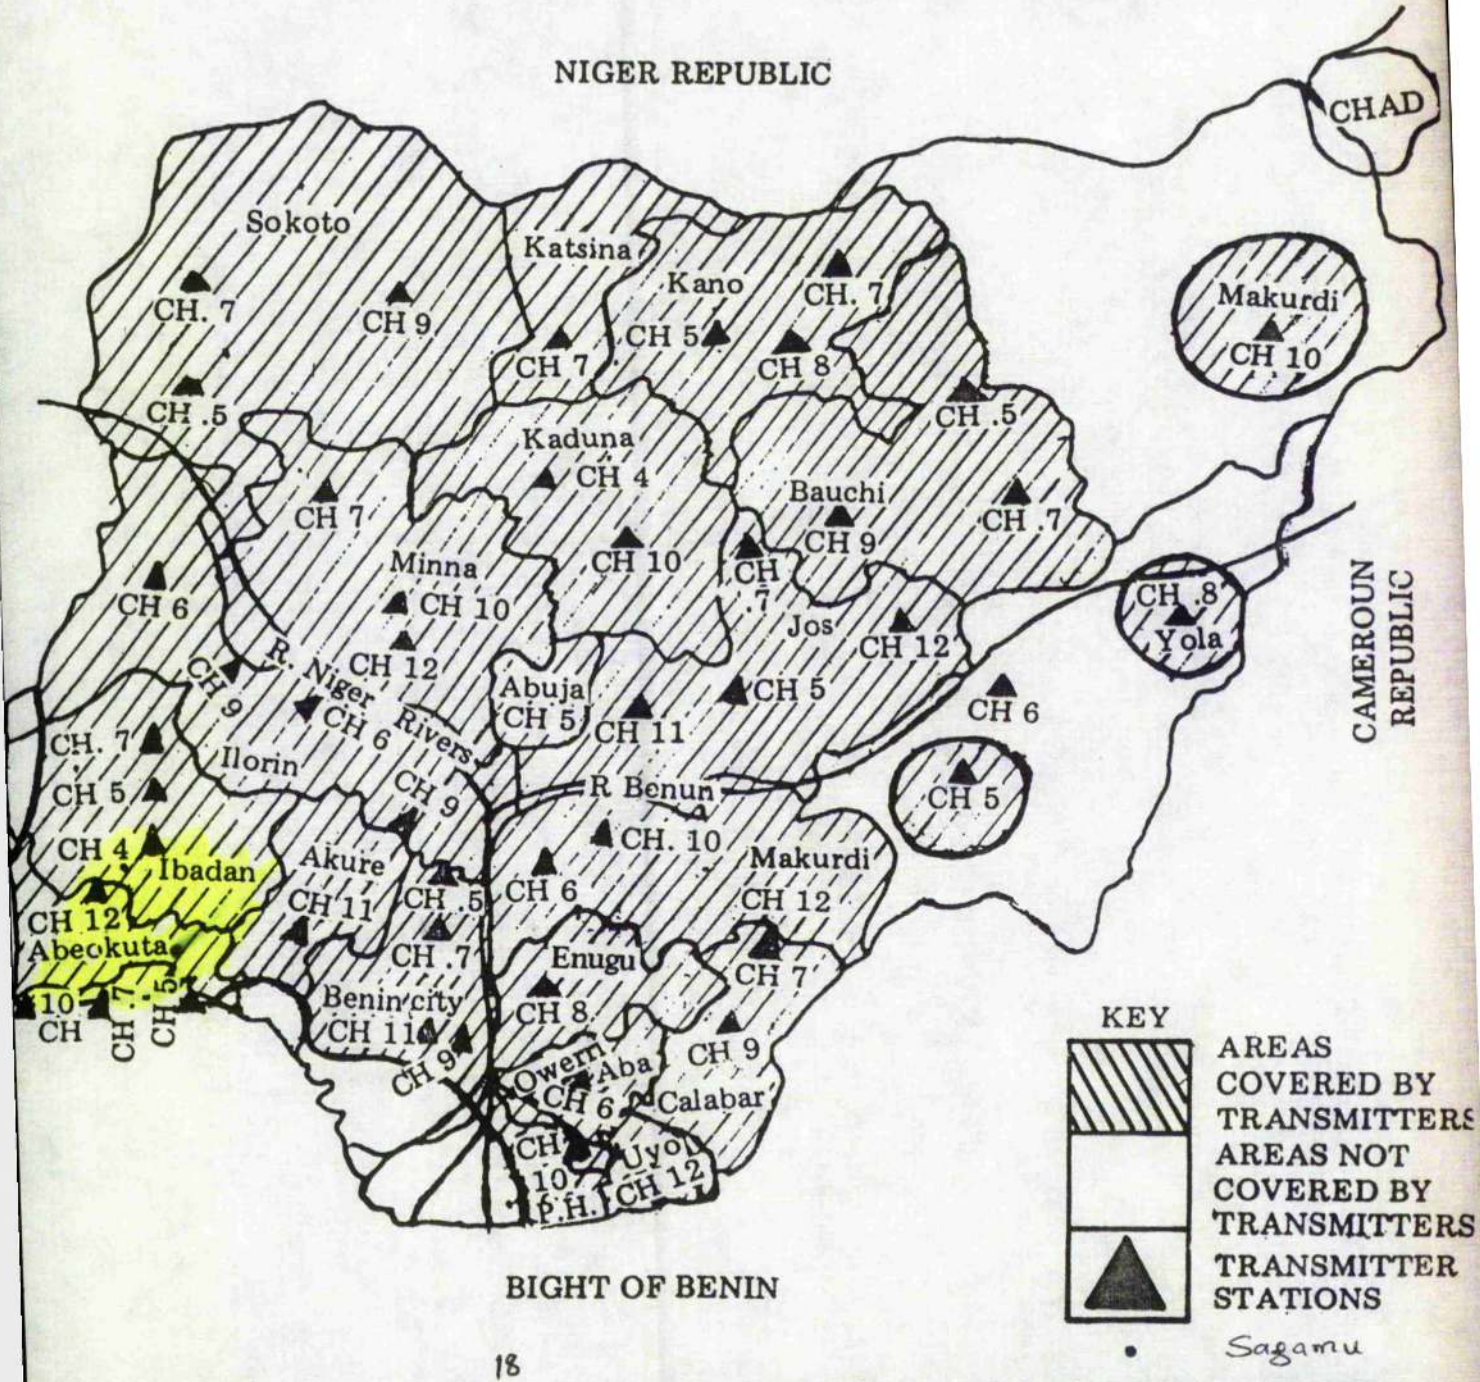 NIGER REPUBLIC
CHAD
Sokoto
Katsina
Kano
CH. 7
CH 9
CH 7
CH 5
CH. 7
CH 8
Makurdi
CH 10
CH .5
CH .5
Kaduna
CH 4
CH 7
Bauchi
CH 9
CH .7
CH 10
CH
.7
Minna
CH 10
CH 12
CH 6
Jos
CH 12
CH .8
Yola
CAMEROUN
REPUBLIC
CH 9
R. Niger
Rivers
CH 6
Abuja
CH 5
CH 11
CH 5
CH 6
CH. 7
CH 5
Ilorin
CH 9
R Benun
CH 5
CH 4
Ibadan
Akure
CH. 10
Makurdi
CH 12
Abeokuta
CH 11
CH .5
CH 6
CH 12
CH .7
Enugu
CH 7
10
CH
CH .7
CH 5
Benin city
CH 11
CH 9
CH 8
CH 9
Owerri
Aba
CH 6
Calabar
CH
10
P.H.
Uyo
CH 12
BIGHT OF BENIN
KEY
AREAS
COVERED BY
TRANSMITTERS
AREAS NOT
COVERED BY
TRANSMITTERS
TRANSMITTER
STATIONS
Sagamu
18